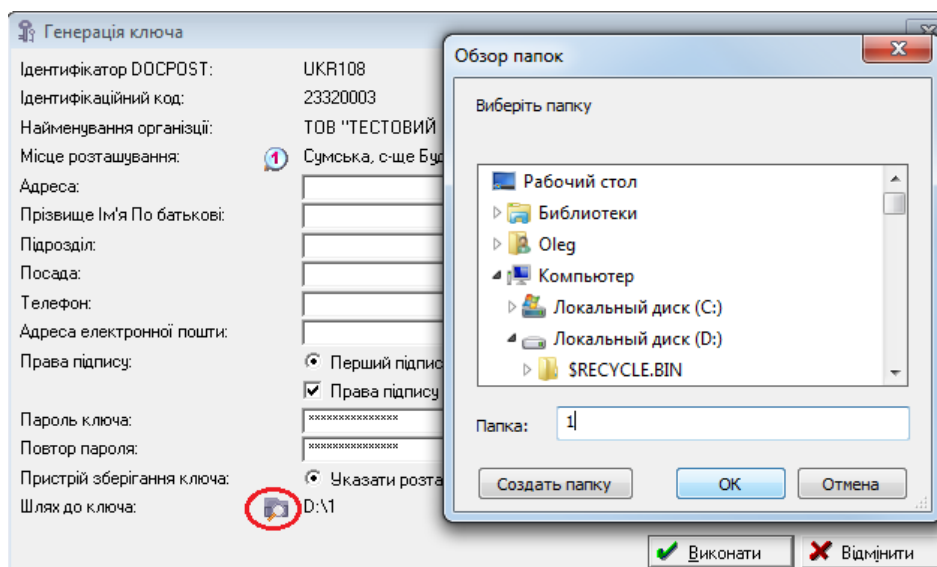 Генерація ключа
Ідентифікатор DOCPOST: UKR108
Ідентифікаційний код: 23320003
Найменування організції: ТОВ "ТЕСТОВИЙ
Місце розташування: 1 Сумська, с-ще Буд
Адреса:
Прізвище Ім'я По батькові:
Підрозділ:
Посада:
Телефон:
Адреса електронної пошти:
Права підпису: Перший підпис
Права підпису
Пароль ключа: ***************
Повтор пароля: ***************
Пристрій зберігання ключа: Указати розта
Шлях до ключа: D:\1
Виконати
Відмінити
Обзор папок
Виберіть папку
Рабочий стол
Библиотеки
Oleg
Компьютер
Локальный диск (C:)
Локальный диск (D:)
$RECYCLE.BIN
Папка: 1
Создать папку
OK
Отмена